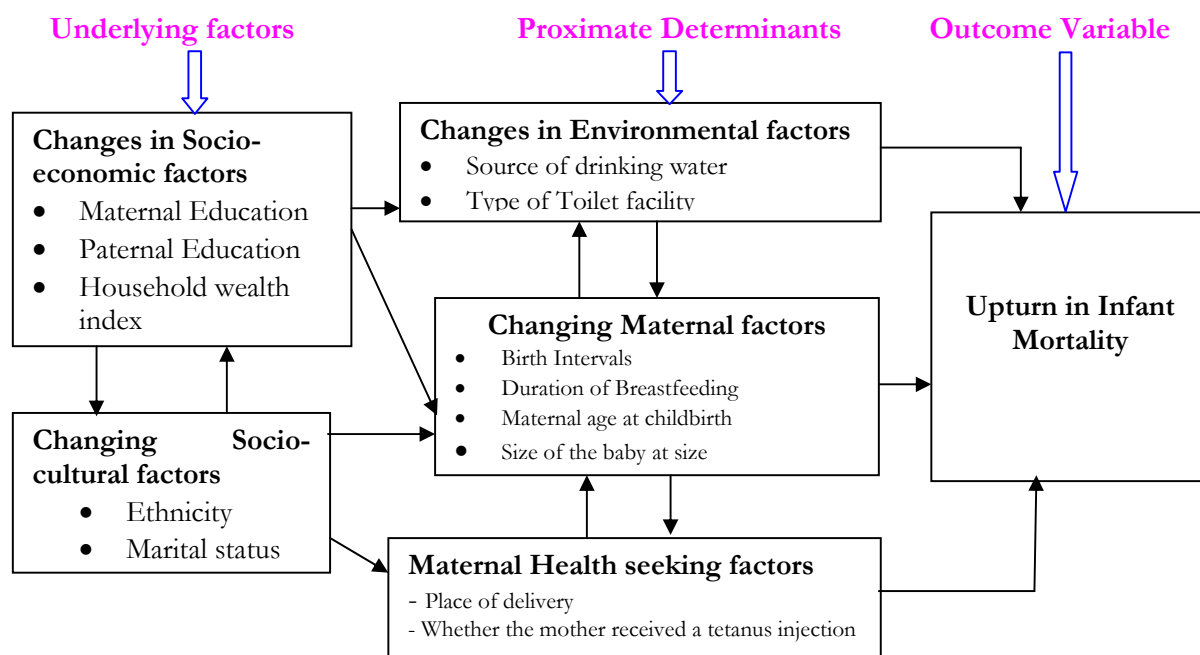 Underlying factors
Proximate Determinants
Outcome Variable
Changes in Socio-
economic factors
• Maternal Education
• Paternal Education
• Household wealth
index
Changing Socio-
cultural factors
• Ethnicity
• Marital status
Changes in Environmental factors
• Source of drinking water
• Type of Toilet facility
Changing Maternal factors
• Birth Intervals
• Duration of Breastfeeding
• Maternal age at childbirth
• Size of the baby at size
Maternal Health seeking factors
- Place of delivery
- Whether the mother received a tetanus injection
Upturn in Infant
Mortality